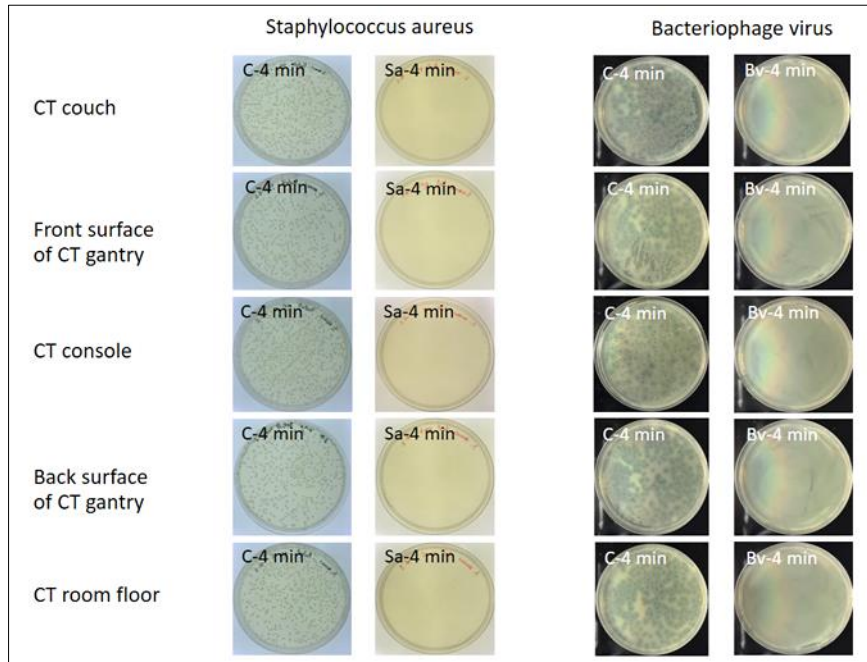 Staphylococcus aureus Bacteriophage virus
CT couch C-4 min Sa-4 min C-4 min Bv-4 min
Front surface
of CT gantry
C-4 min Sa-4 min C-4 min Bv-4 min
CT console C-4 min Sa-4 min C-4 min Bv-4 min
Back surface
of CT gantry
C-4 min Sa-4 min C-4 min Bv-4 min
CT room floor C-4 min Sa-4 min C-4 min Bv-4 min